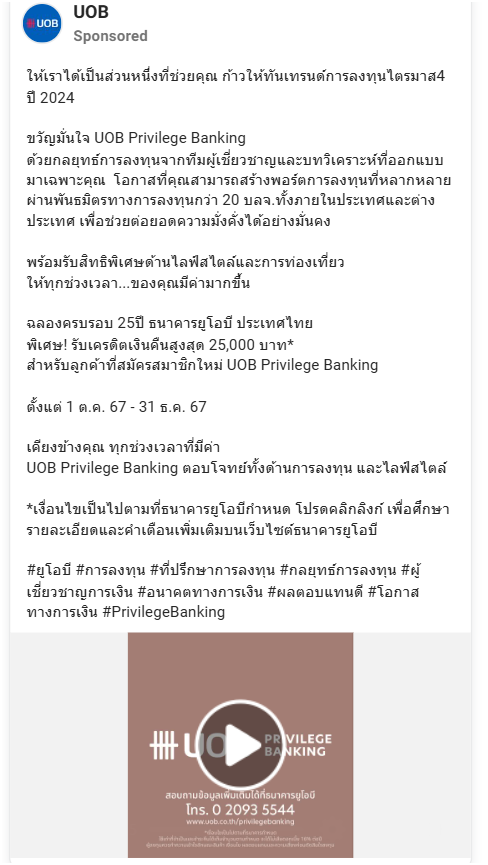 UOB
UOB
Sponsored
ให้เราได้เป็นส่วนหนึ่งที่ช่วยคุณ ก้าวให้ทันเทรนด์การลงทุนไตรมาส4
ปี 2024
ขวัญมั่นใจ UOB Privilege Banking
ด้วยกลยุทธ์การลงทุนจากทีมผู้เชี่ยวชาญและบทวิเคราะห์ที่ออกแบบ
มาเฉพาะคุณ โอกาสที่คุณสามารถสร้างพอร์ตการลงทุนที่หลากหลาย
ผ่านพันธมิตรทางการลงทุนกว่า 20 บลจ.ทั้งภายในประเทศและต่าง
ประเทศ เพื่อช่วยต่อยอดความมั่งคั่งได้อย่างมั่นคง
พร้อมรับสิทธิพิเศษด้านไลฟ์สไตล์และการท่องเที่ยว
ให้ทุกช่วงเวลา...ของคุณมีค่ามากขึ้น
ฉลองครบรอบ 25ปี ธนาคารยูโอบี ประเทศไทย
พิเศษ! รับเครดิตเงินคืนสูงสุด 25,000 บาท*
สำหรับลูกค้าที่สมัครสมาชิกใหม่ UOB Privilege Banking
ตั้งแต่ 1 ต.ค. 67 - 31 ธ.ค. 67
เคียงข้างคุณ ทุกช่วงเวลาที่มีค่า
UOB Privilege Banking ตอบโจทย์ทั้งด้านการลงทุน และไลฟ์สไตล์
*เงื่อนไขเป็นไปตามที่ธนาคารยูโอบีกำหนด โปรดคลิกลิงก์ เพื่อศึกษา
รายละเอียดและคำเตือนเพิ่มเติมบนเว็บไซต์ธนาคารยูโอบี
#ยูโอบี #การลงทุน #ที่ปรึกษาการลงทุน #กลยุทธ์การลงทุน #ผู้
เชี่ยวชาญการเงิน #อนาคตทางการเงิน #ผลตอบแทนดี #โอกาส
ทางการเงิน #PrivilegeBanking
UOB PRIVILEGE
BANKING
สอบถามข้อมูลเพิ่มเติมได้ที่ธนาคารยูโอบี
โทร. 0 2093 5544
www.uob.co.th/privilegebanking